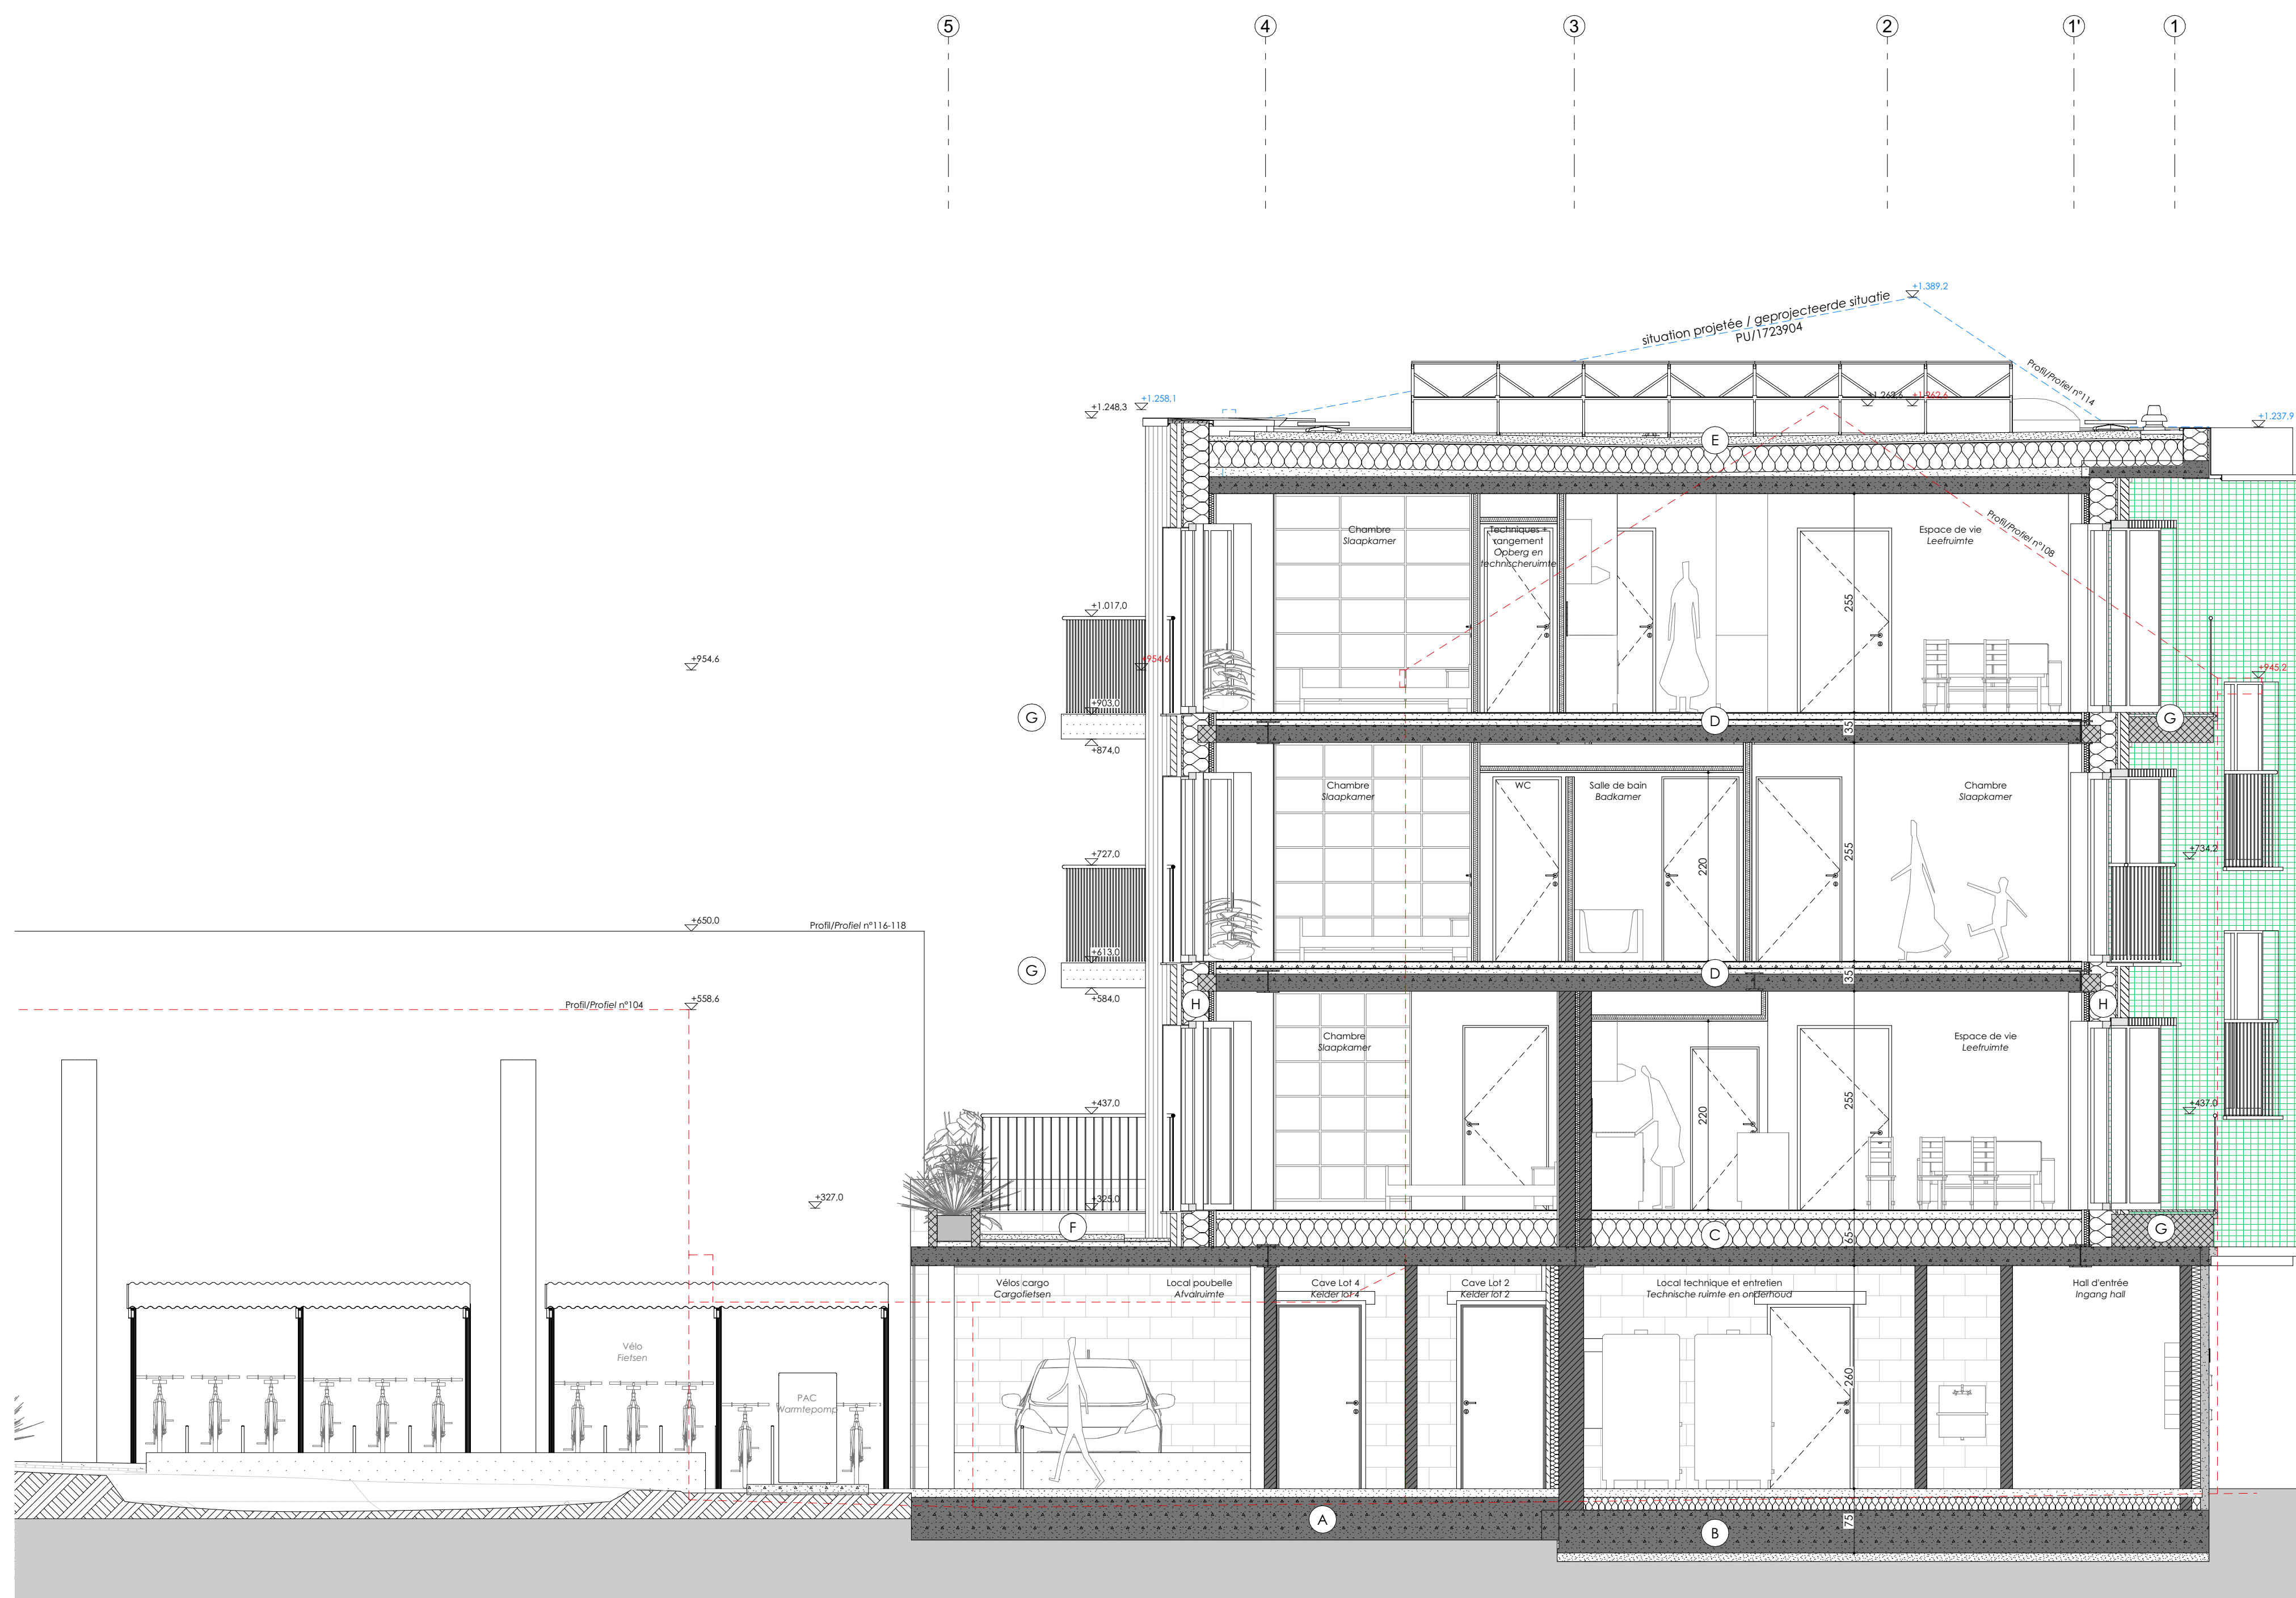 5
4
3
2
1'
1
+1.389,2
situation projetée / geprojecteerde situatie
PU/1723904
Profil/Profiel n°114
+1.258,1
+1.248,3
+1.262,6
+1.237,9
E
Chambre
Slaapkamer
Techniques +
rangement
Opberg en
technischeruimte
Espace de vie
Leefruimte
Profil/Profiel n°108
255
+1.017,0
+954,6
+954,6
+945,2
+903,0
G
D
35
G
+874,0
Chambre
Slaapkamer
WC
Salle de bain
Badkamer
Chambre
Slaapkamer
220
255
+734,2
+727,0
+650,0
Profil/Profiel n°116-118
+613,0
G
D
35
+584,0
H
H
Profil/Profiel n°104
+558,6
Chambre
Slaapkamer
Espace de vie
Leefruimte
220
255
+437,0
+437,0
+327,0
+325,0
F
C
65
G
Vélos cargo
Cargofietsen
Local poubelle
Afvalruimte
Cave Lot 4
Kelder lot 4
Cave Lot 2
Kelder lot 2
Local technique et entretien
Technische ruimte en onderhoud
Hall d'entrée
Ingang hall
Vélo
Fietsen
PAC
Warmtepomp
260
A
B
75